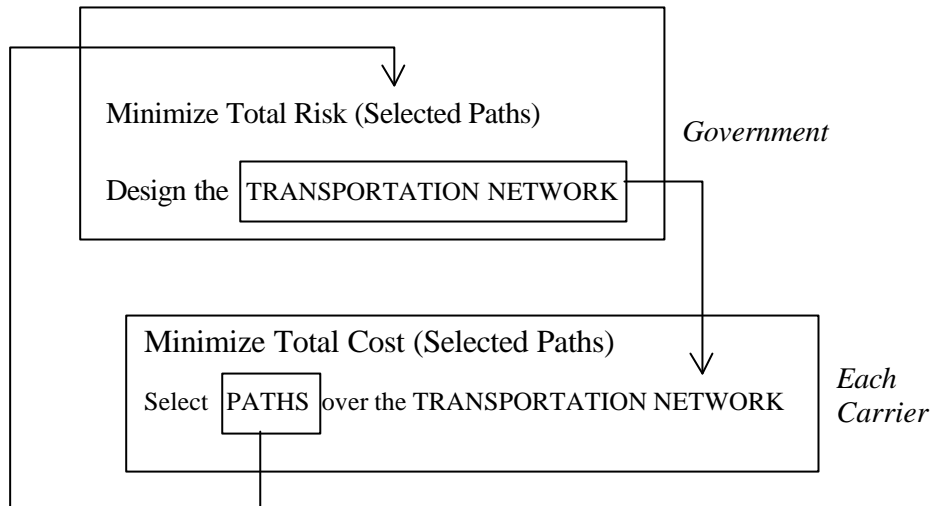 Minimize Total Risk (Selected Paths)
Government
Design the TRANSPORTATION NETWORK
Minimize Total Cost (Selected Paths)
Select PATHS over the TRANSPORTATION NETWORK
Each
Carrier